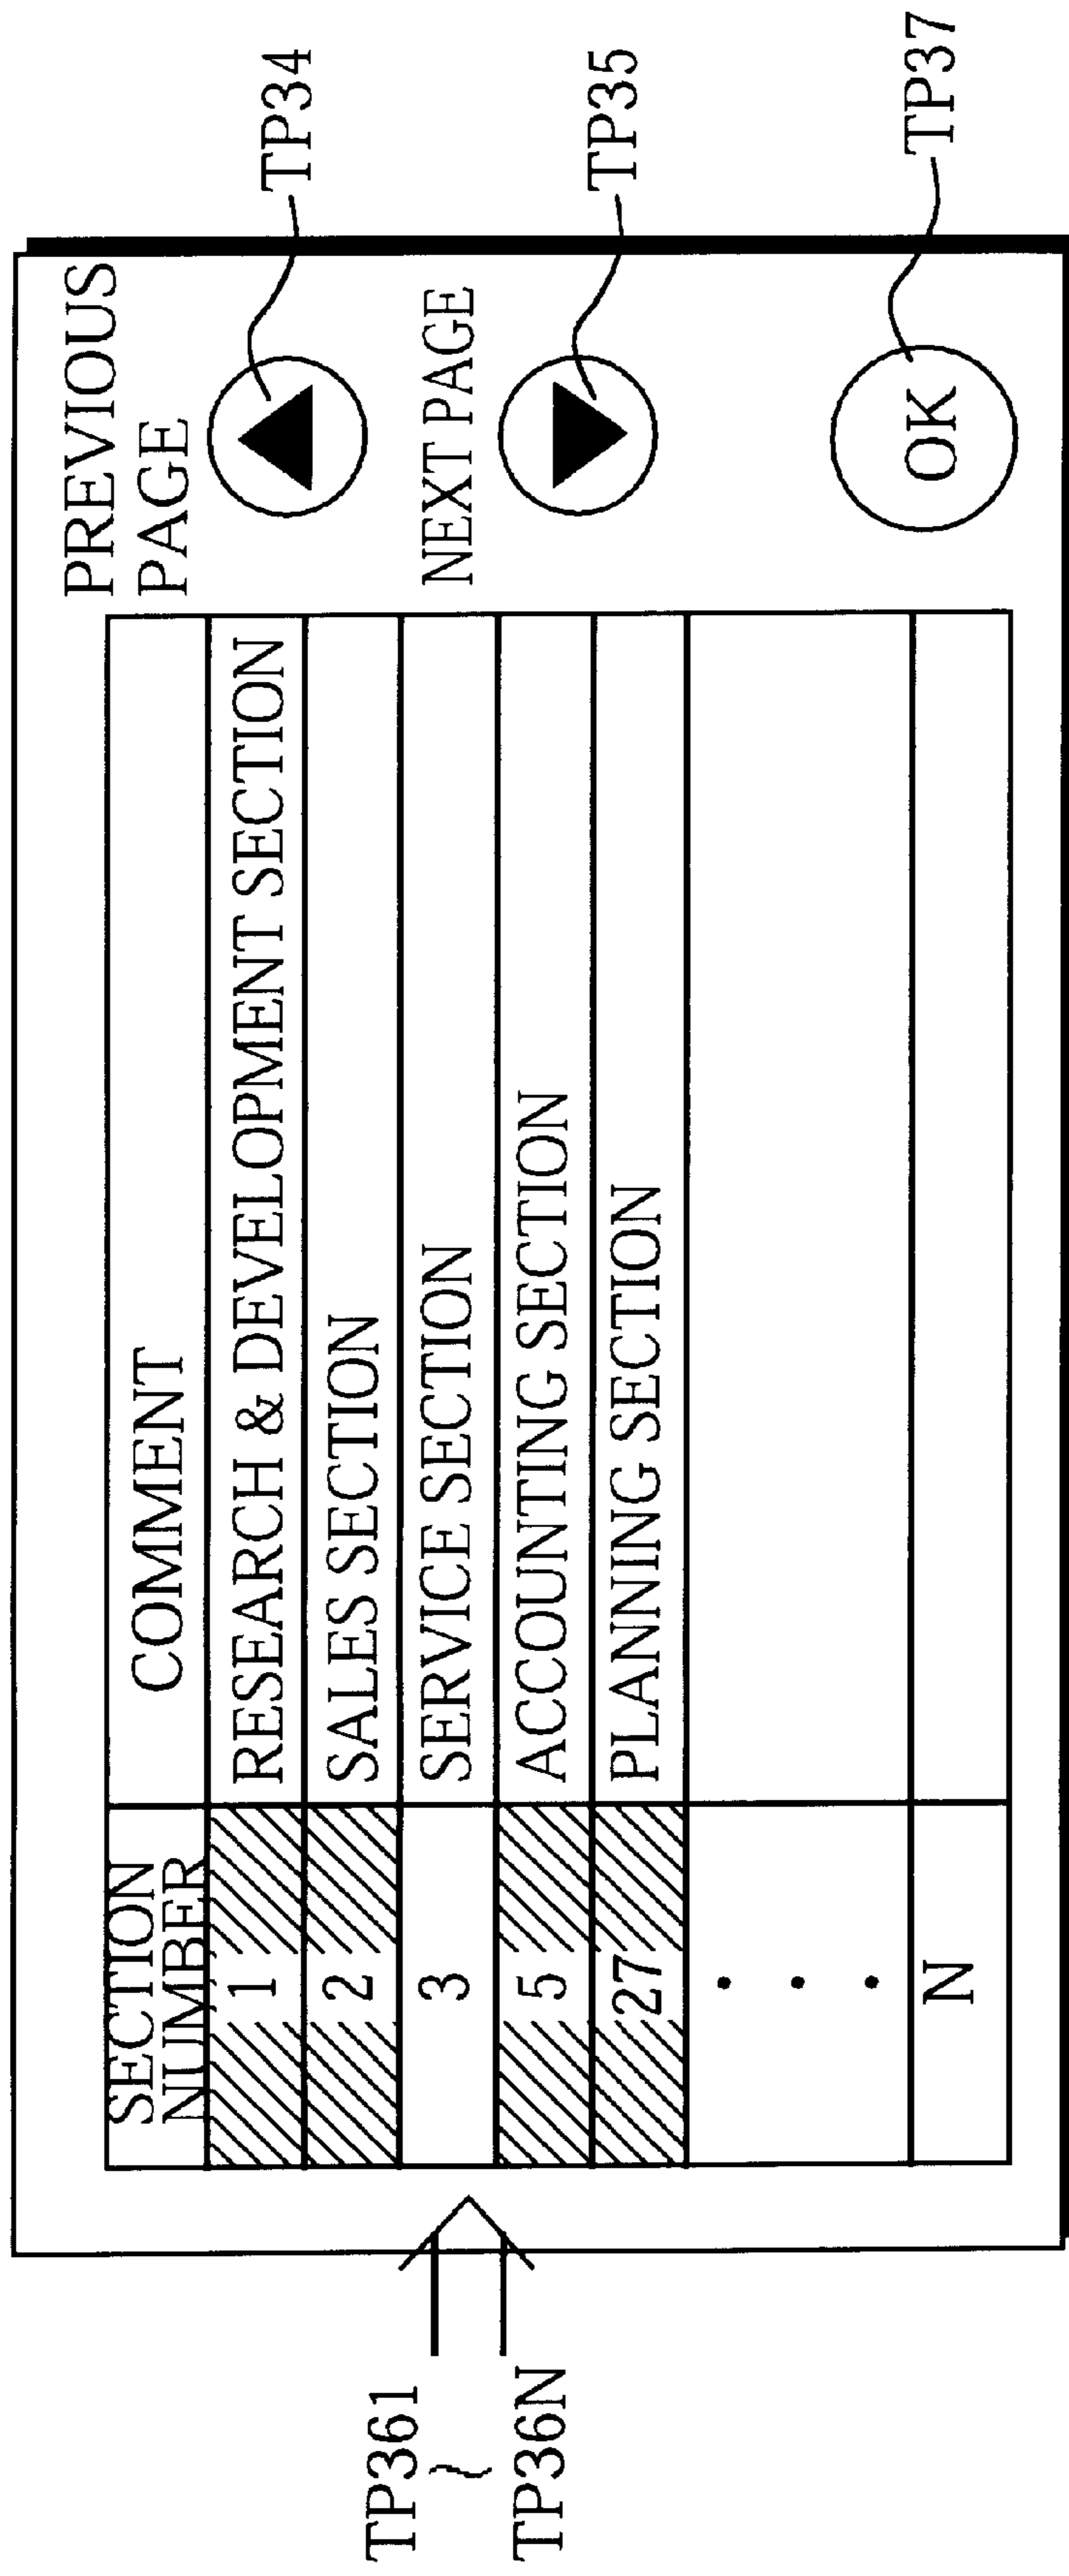 SECTION NUMBER COMMENT
1 RESEARCH & DEVELOPMENT SECTION
2 SALES SECTION
3 SERVICE SECTION
5 ACCOUNTING SECTION
27 PLANNING SECTION
N
PREVIOUS
PAGE
NEXT PAGE
OK
TP34
TP35
TP37
TP361
TP36N